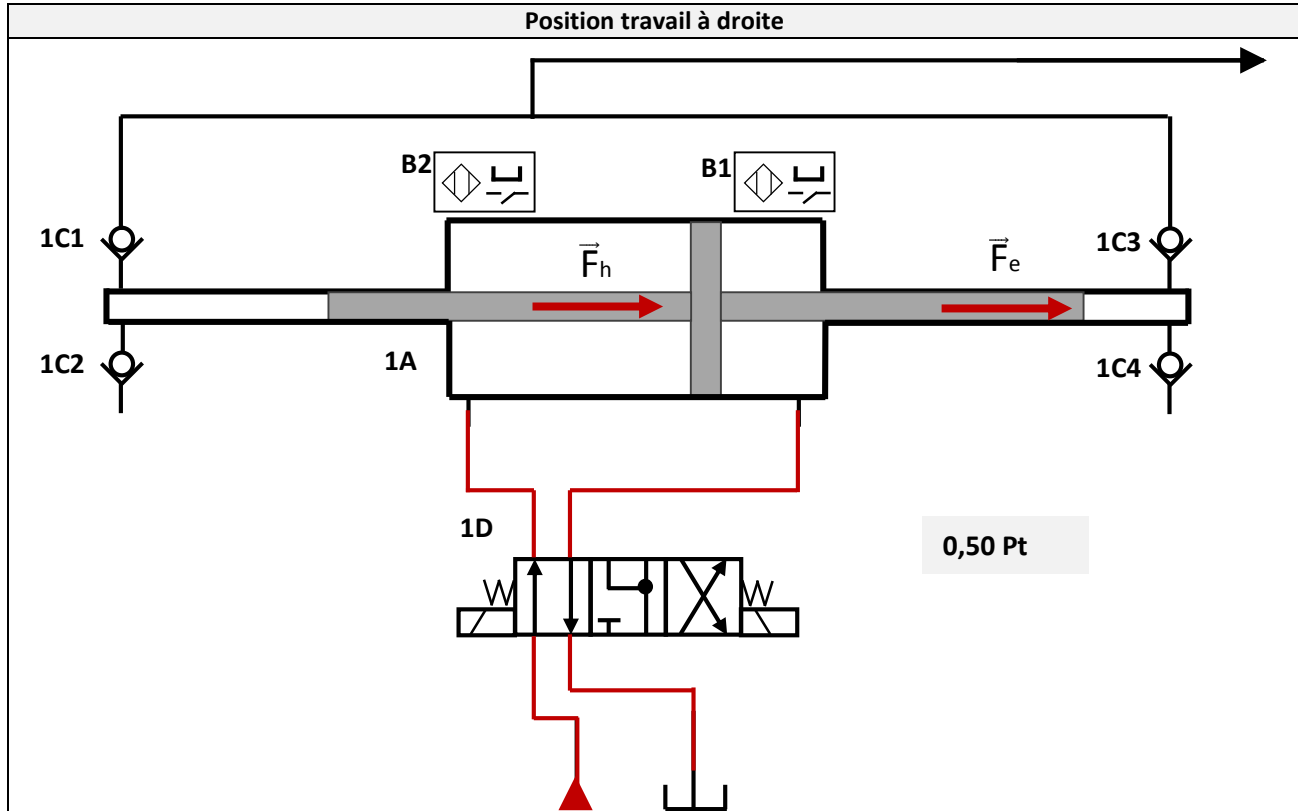 Position travail à droite
B2
B1
1C1
1C3
F⃗h
F⃗e
1C2
1A
1C4
1D
0,50 Pt